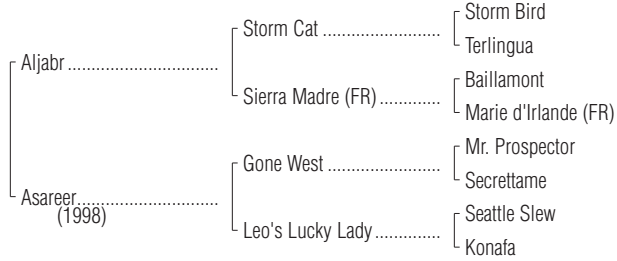 Storm Bird
Storm Cat ........................
Terlingua
Aljabr ...............................
Baillamont
Sierra Madre (FR) ............
Marie d'Irlande (FR)
Mr. Prospector
Gone West .......................
Secrettame
Asareer.............................
(1998)
Seattle Slew
Leo's Lucky Lady .............
Konafa